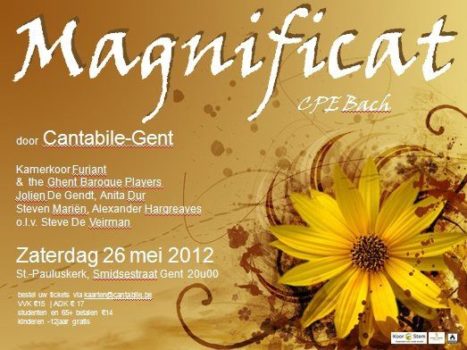 Magnificat
CPE Bach
door Cantabile-Gent
Kamerkoor Furiant
& the Ghent Baroque Players
Jolien De Gendt, Anita Dur
Steven Mariën, Alexander Hargreaves
o.l.v. Steve De Veirman
Zaterdag 26 mei 2012
St.-Pauluskerk, Smidsestraat Gent 20u00
bestel uw tickets via kaarten@cantabile.be
VVK €15 | ADK € 17
studenten en 65+ betalen €14
kinderen -12jaar gratis
Koor Stem